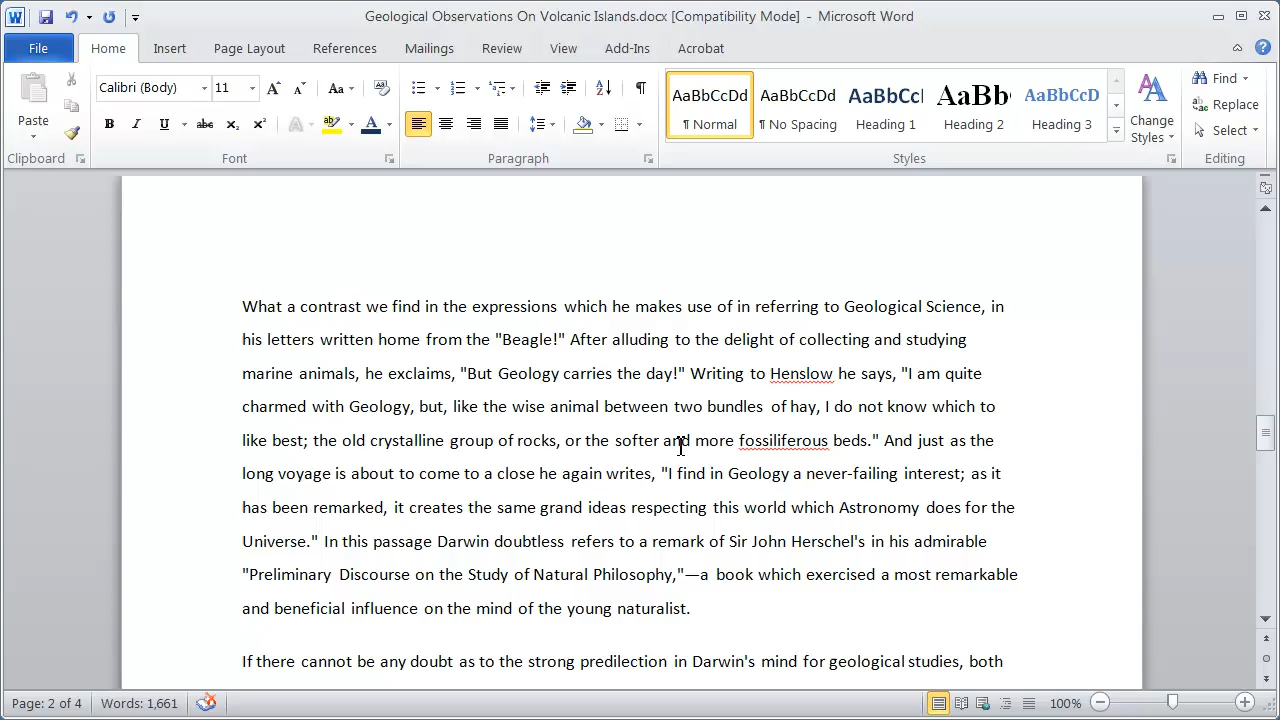 Geological Observations On Volcanic Islands.docx [Compatibility Mode] - Microsoft Word
File Home Insert Page Layout References Mailings Review View Add-Ins Acrobat
Calibri (Body) 11 Aa
AaBbCcDd AaBbCcDd AaBbCcI AaBb( AaBbCcD
Find
Replace
Select
Paste
B I U abc x₂ x² A ab A
¶ Normal ¶ No Spacing Heading 1 Heading 2 Heading 3
Change Styles
Clipboard Font Paragraph Styles Editing
What a contrast we find in the expressions which he makes use of in referring to Geological Science, in
his letters written home from the "Beagle!" After alluding to the delight of collecting and studying
marine animals, he exclaims, "But Geology carries the day!" Writing to Henslow he says, "I am quite
charmed with Geology, but, like the wise animal between two bundles of hay, I do not know which to
like best; the old crystalline group of rocks, or the softer and more fossiliferous beds." And just as the
long voyage is about to come to a close he again writes, "I find in Geology a never-failing interest; as it
has been remarked, it creates the same grand ideas respecting this world which Astronomy does for the
Universe." In this passage Darwin doubtless refers to a remark of Sir John Herschel's in his admirable
"Preliminary Discourse on the Study of Natural Philosophy,"—a book which exercised a most remarkable
and beneficial influence on the mind of the young naturalist.
If there cannot be any doubt as to the strong predilection in Darwin's mind for geological studies, both
Page: 2 of 4 Words: 1,661 100%